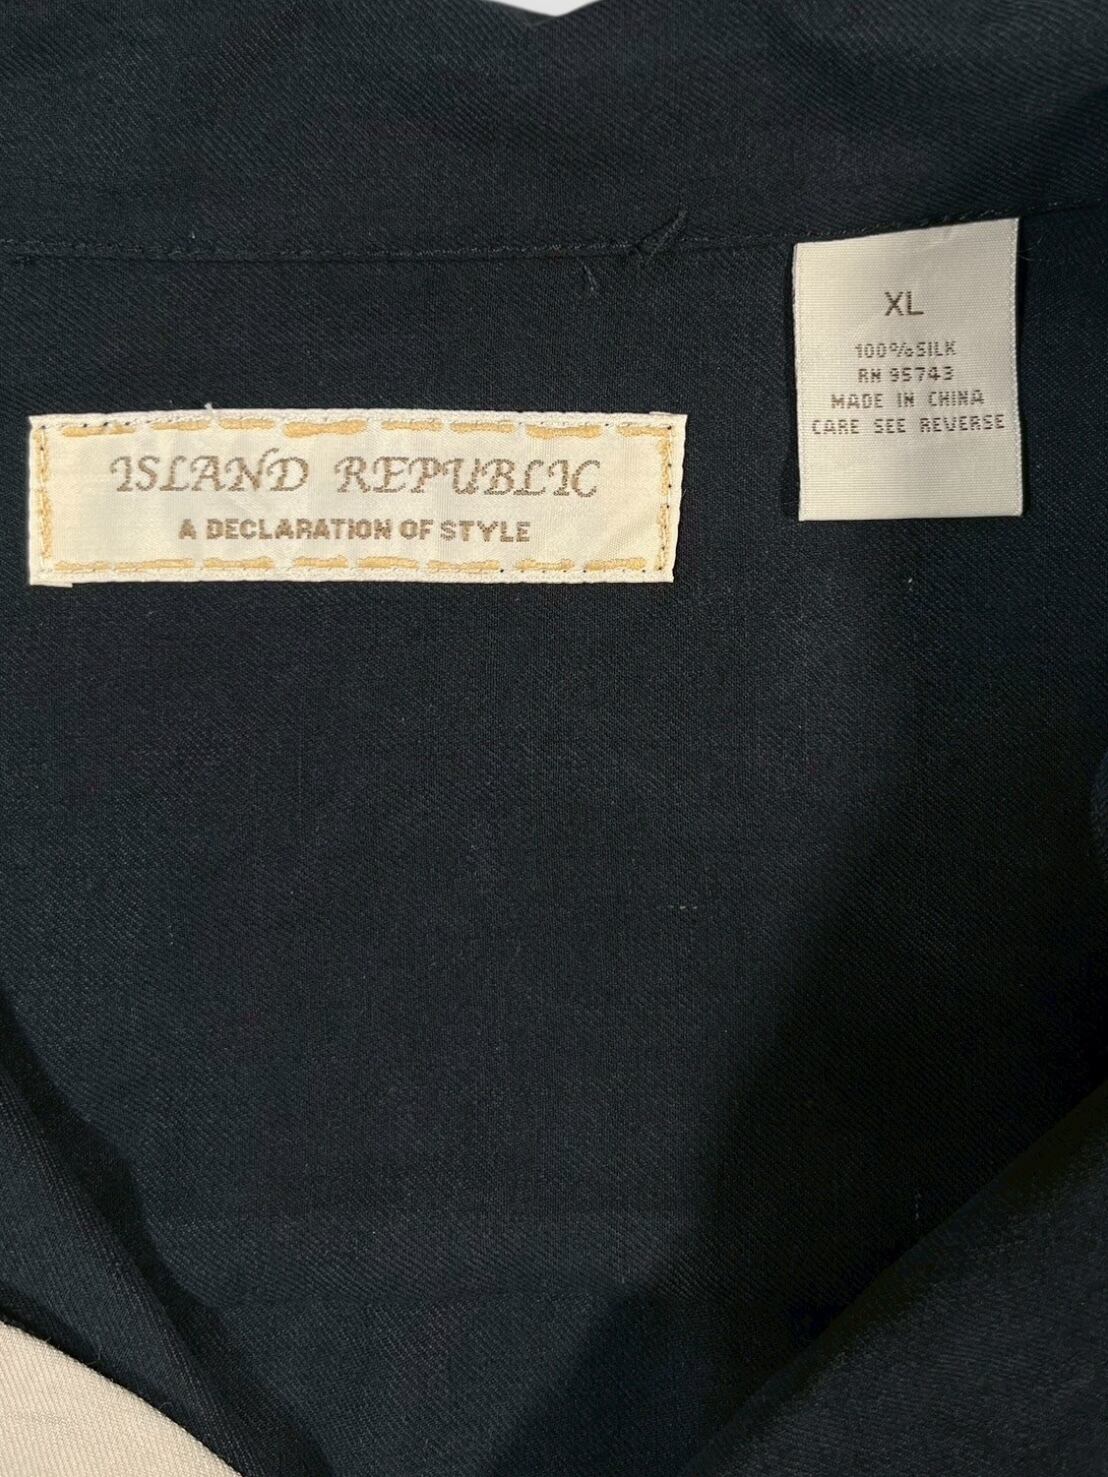 ISLAND REPUBLIC
A DECLARATION OF STYLE
XL
100%SILK
RN 95743
MADE IN CHINA
CARE SEE REVERSE